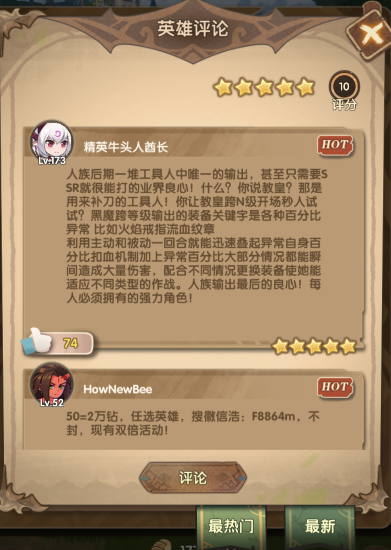 英雄评论
10
评分
精英牛头人酋长
HOT
Lv.173
人族后期一堆工具人中唯一的输出，甚至只需要S
SR就很能打的业界良心！什么？你说教皇？那是
用来补刀的工具人！你让教皇跨N级开场秒人试
试？黑魔跨等级输出的装备关键字是各种百分比
异常 比如火焰戒指流血纹章
利用主动和被动一回合就能迅速叠起异常自身百
分比扣血机制加上异常百分比大部分情况都能瞬
间造成大量伤害，配合不同情况更换装备使她能
适应不同类型的作战。人族输出最后的良心！每
人必须拥有的强力角色！
74
HowNewBee
HOT
Lv.52
50=2万钻，任选英雄，搜徽信浩：F8864m，不
封，现有双倍活动！
评论
最热门
最新